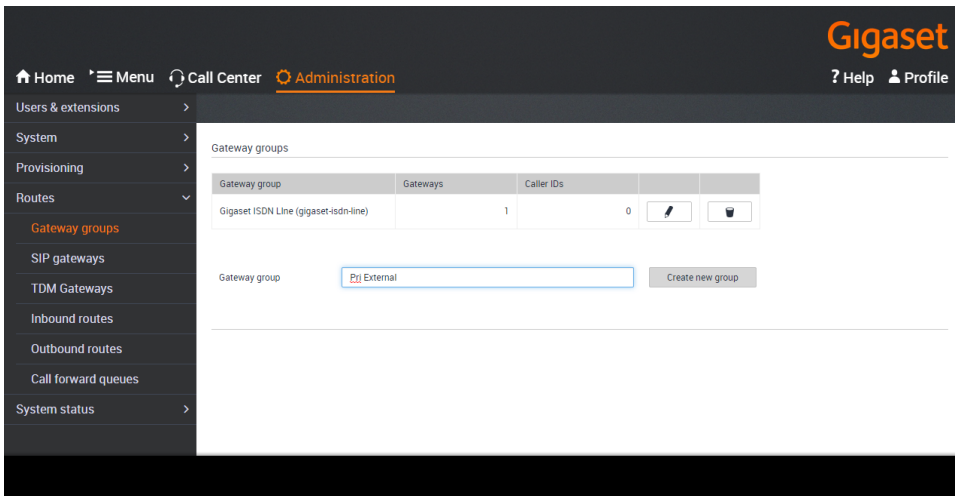 Gigaset
Home Menu Call Center Administration ? Help Profile
Users & extensions
System
Provisioning
Routes
Gateway groups
SIP gateways
TDM Gateways
Inbound routes
Outbound routes
Call forward queues
System status
Gateway groups
Gateway group Gateways Caller IDs
Gigaset ISDN LIne (gigaset-isdn-line) 1 0
Gateway group Pri External Create new group